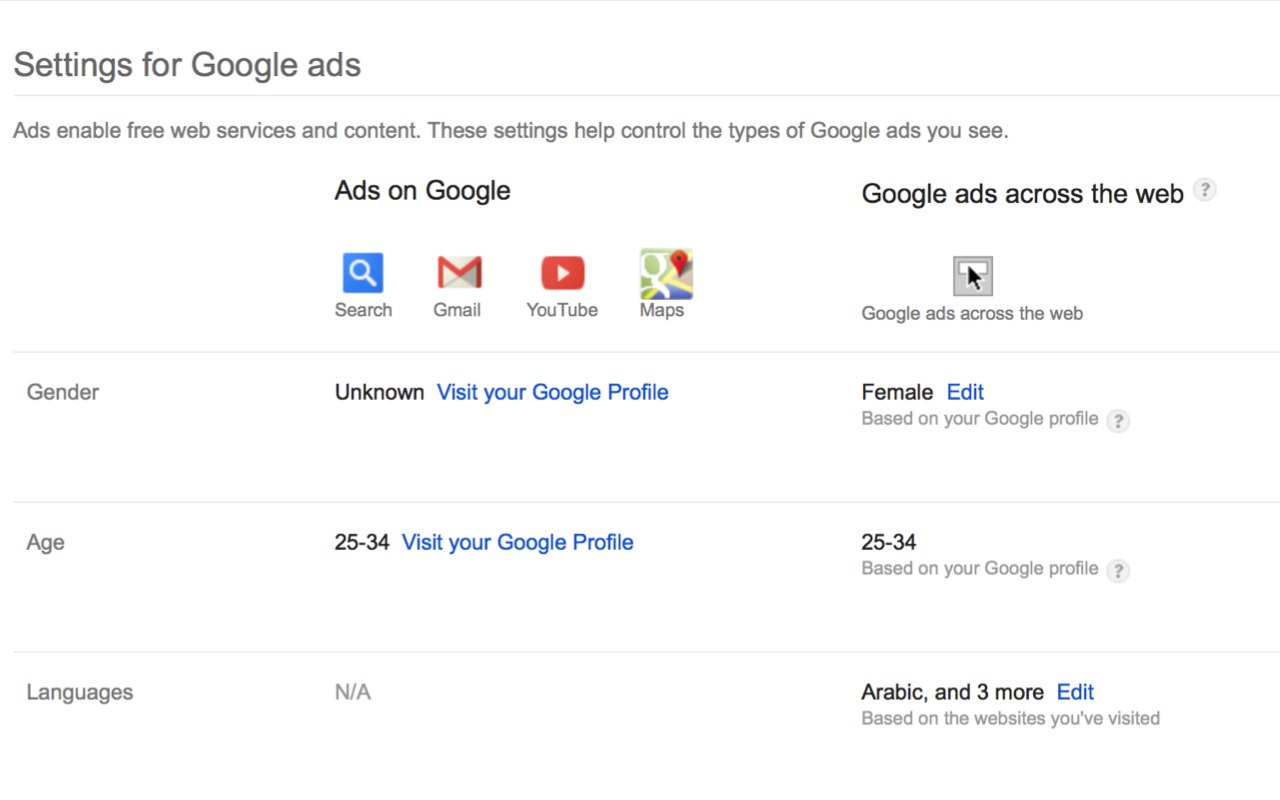 Settings for Google ads
Ads enable free web services and content. These settings help control the types of Google ads you see.
Ads on Google
Google ads across the web ?
Search Gmail YouTube Maps
Google ads across the web
Gender Unknown Visit your Google Profile Female Edit
Based on your Google profile ?
Age 25-34 Visit your Google Profile 25-34
Based on your Google profile ?
Languages N/A Arabic, and 3 more Edit
Based on the websites you've visited